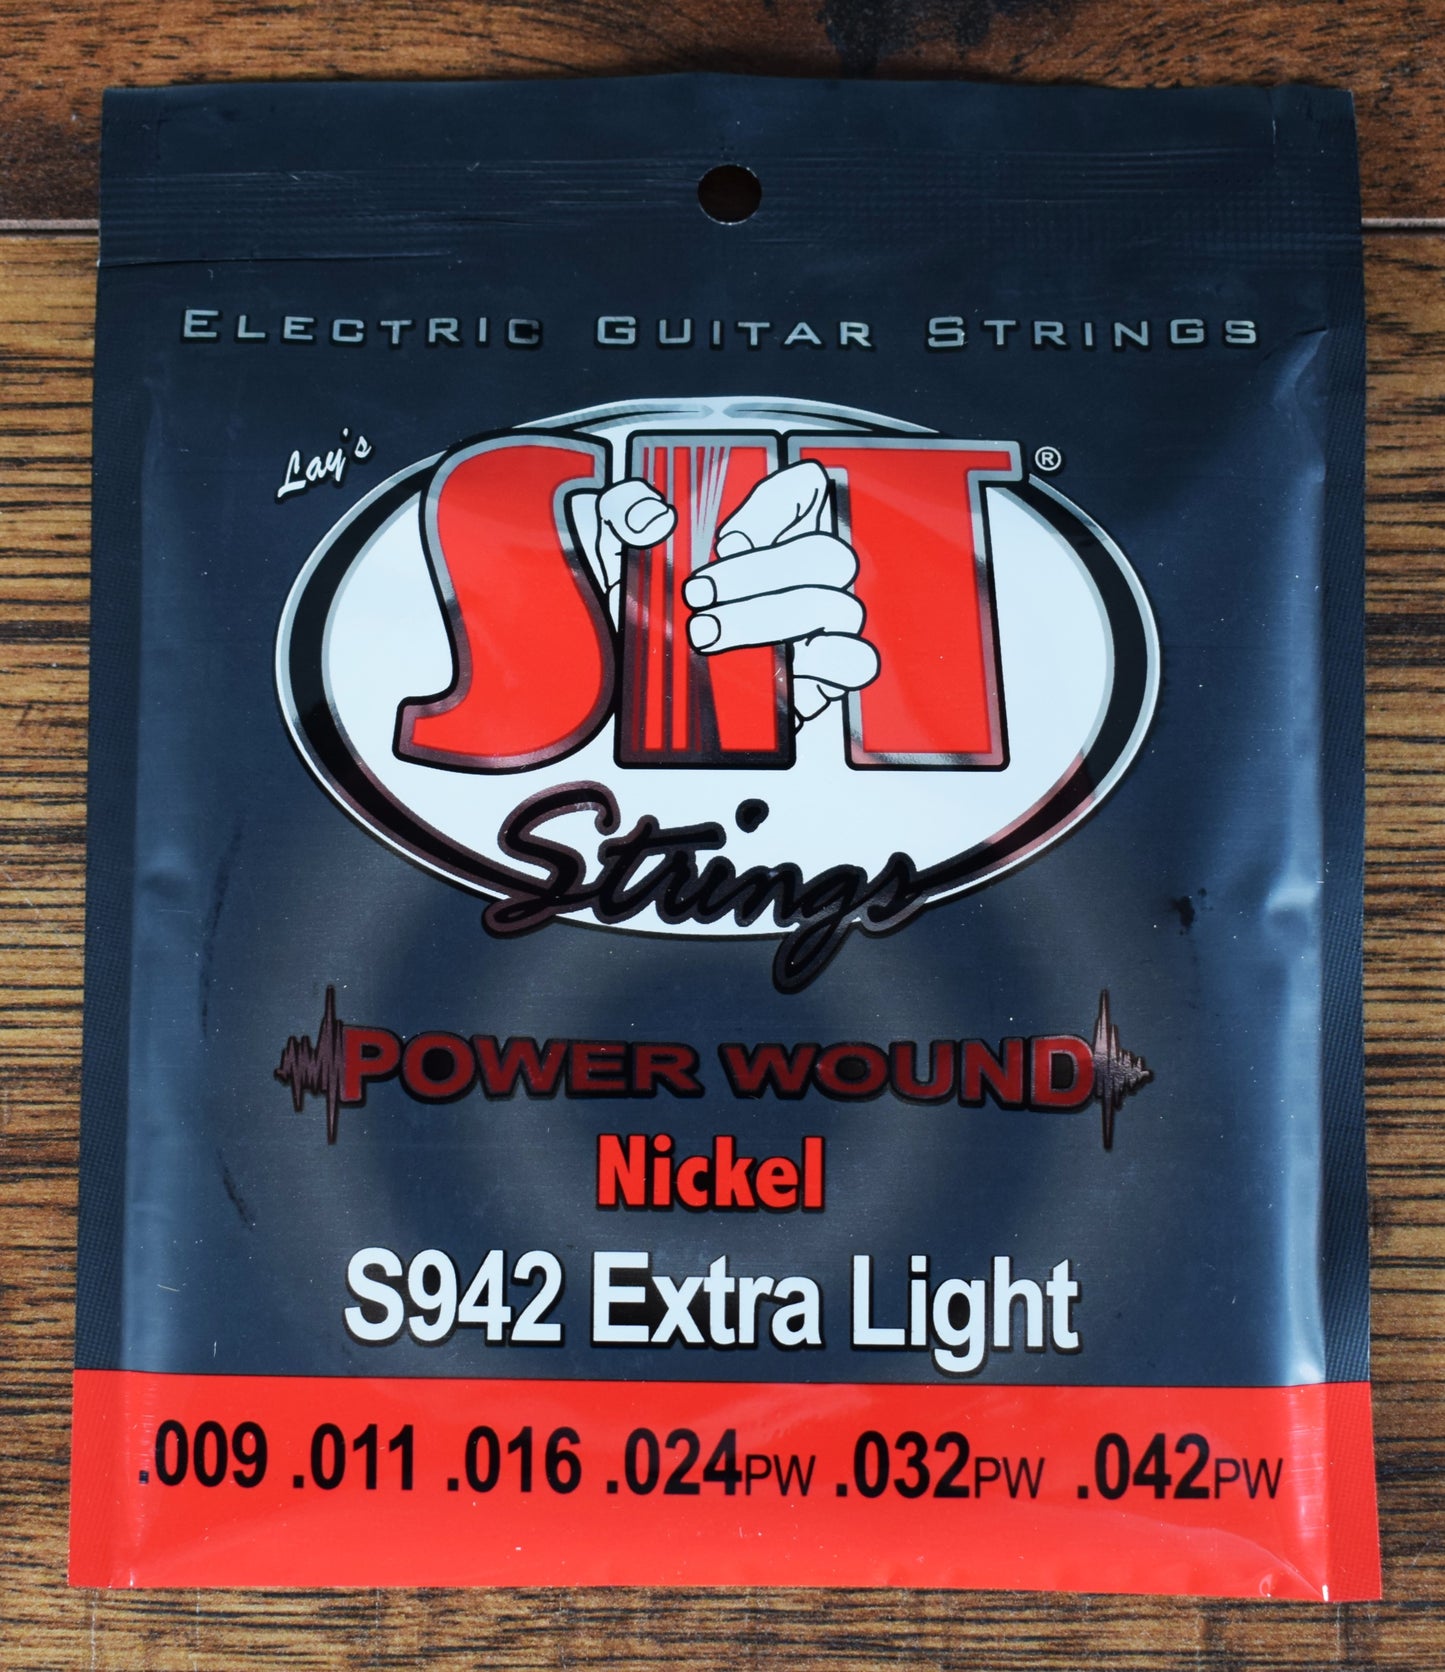 ELECTRIC GUITAR STRINGS
Lay's
SIT ®
Strings
POWER WOUND
Nickel
S942 Extra Light
.009 .011 .016 .024PW .032PW .042PW